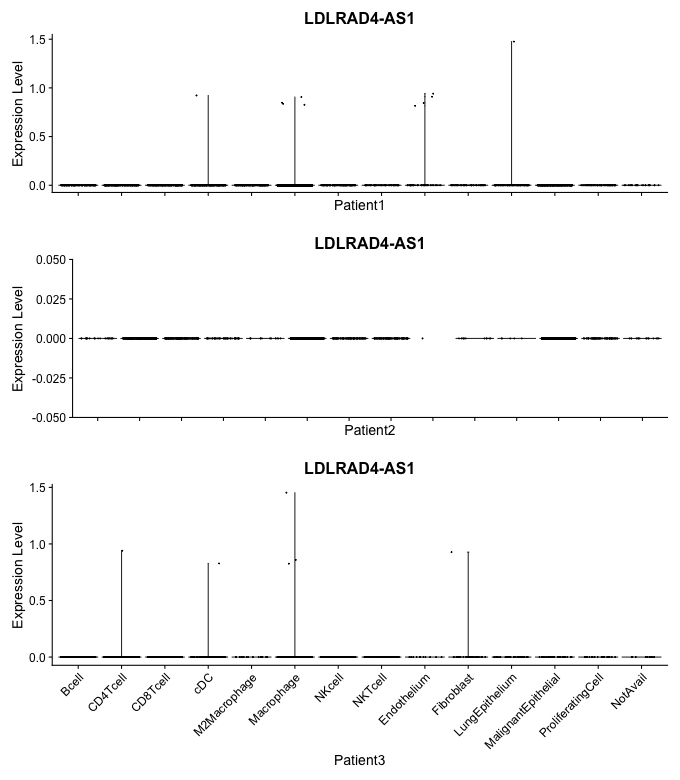 LDLRAD4-AS1
Expression Level
1.5
1.0
0.5
0.0
Patient1
LDLRAD4-AS1
Expression Level
0.050
0.025
0.000
-0.025
-0.050
Patient2
LDLRAD4-AS1
Expression Level
1.5
1.0
0.5
0.0
Bcell
CD4Tcell
CD8Tcell
cDC
M2Macrophage
Macrophage
NKcell
NKTcell
Endothelium
Fibroblast
LungEpithelium
MalignantEpithelial
ProliferatingCell
NotAvail
Patient3